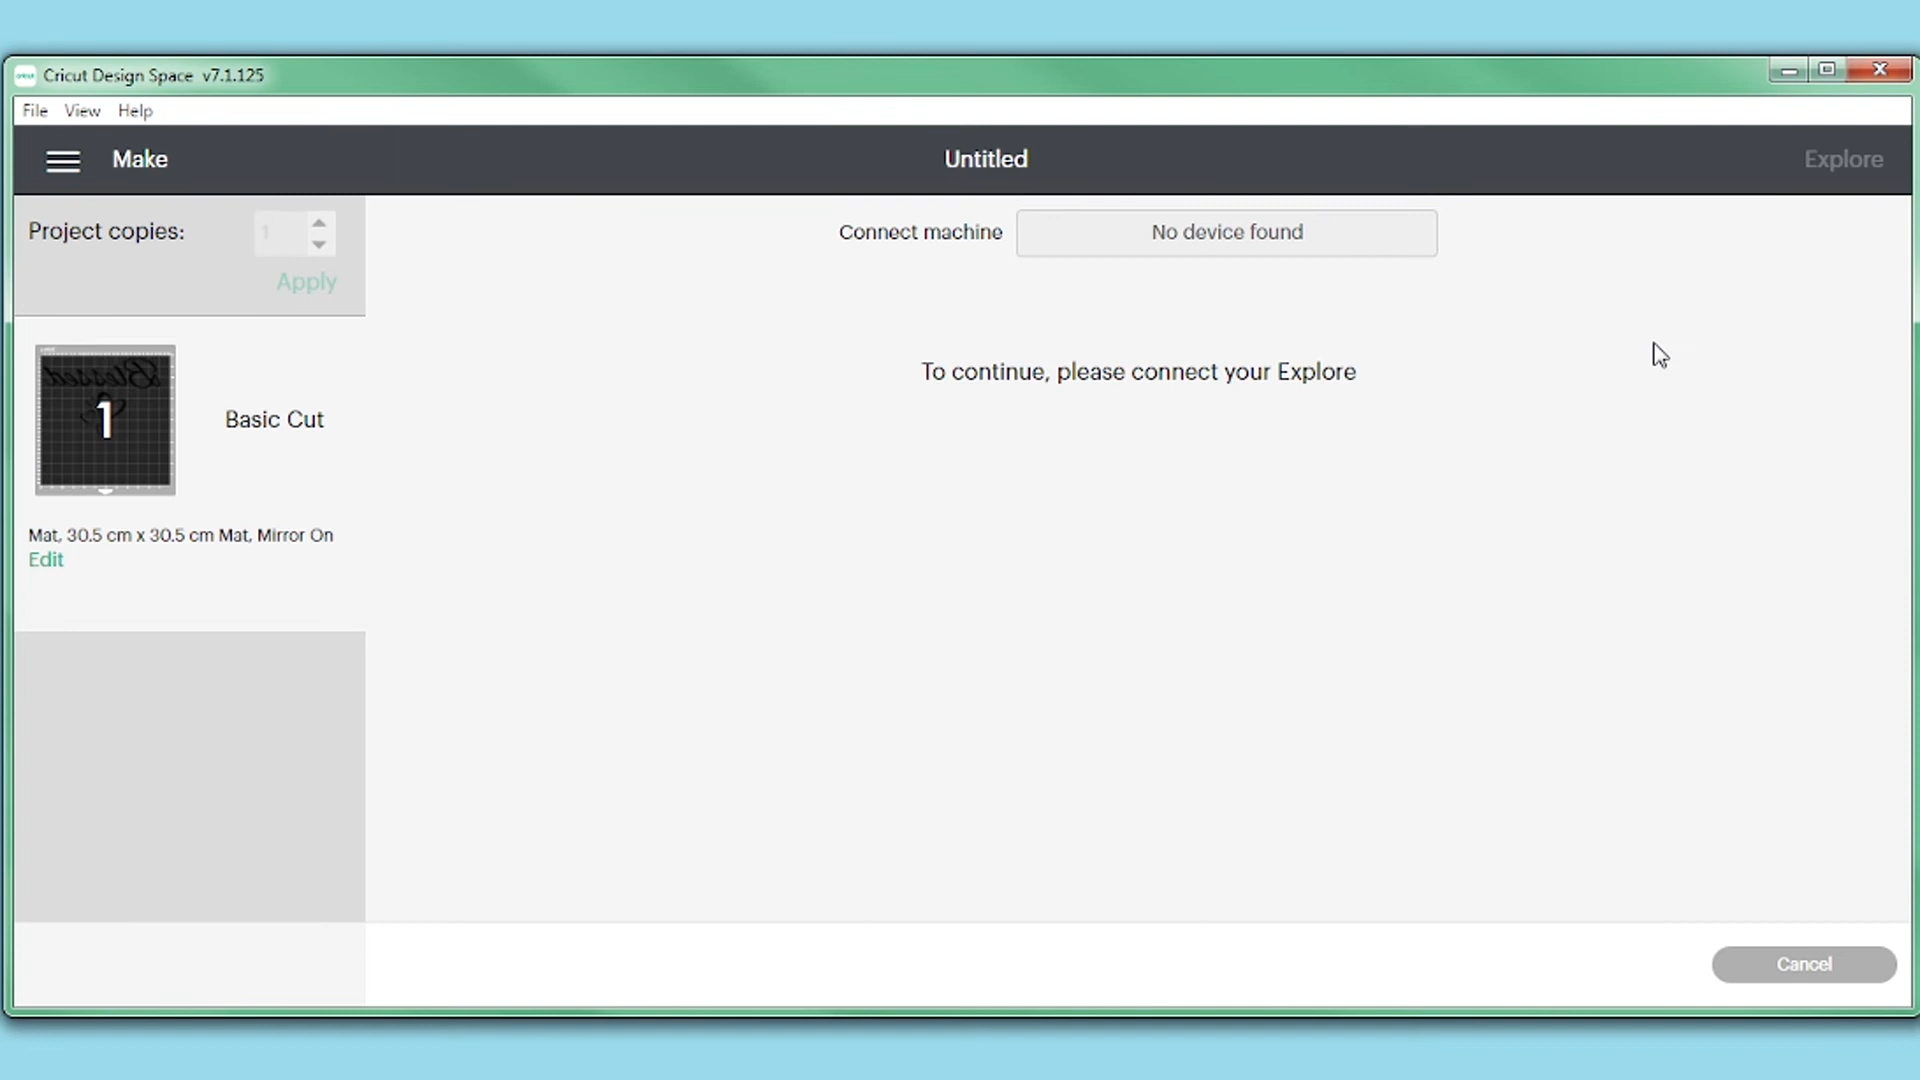 Cricut Design Space v7.1.125
File View Help
Make
Untitled
Explore
Project copies:
1
Apply
Connect machine
No device found
To continue, please connect your Explore
Blessed
1
Basic Cut
Mat, 30.5 cm x 30.5 cm Mat, Mirror On
Edit
Cancel